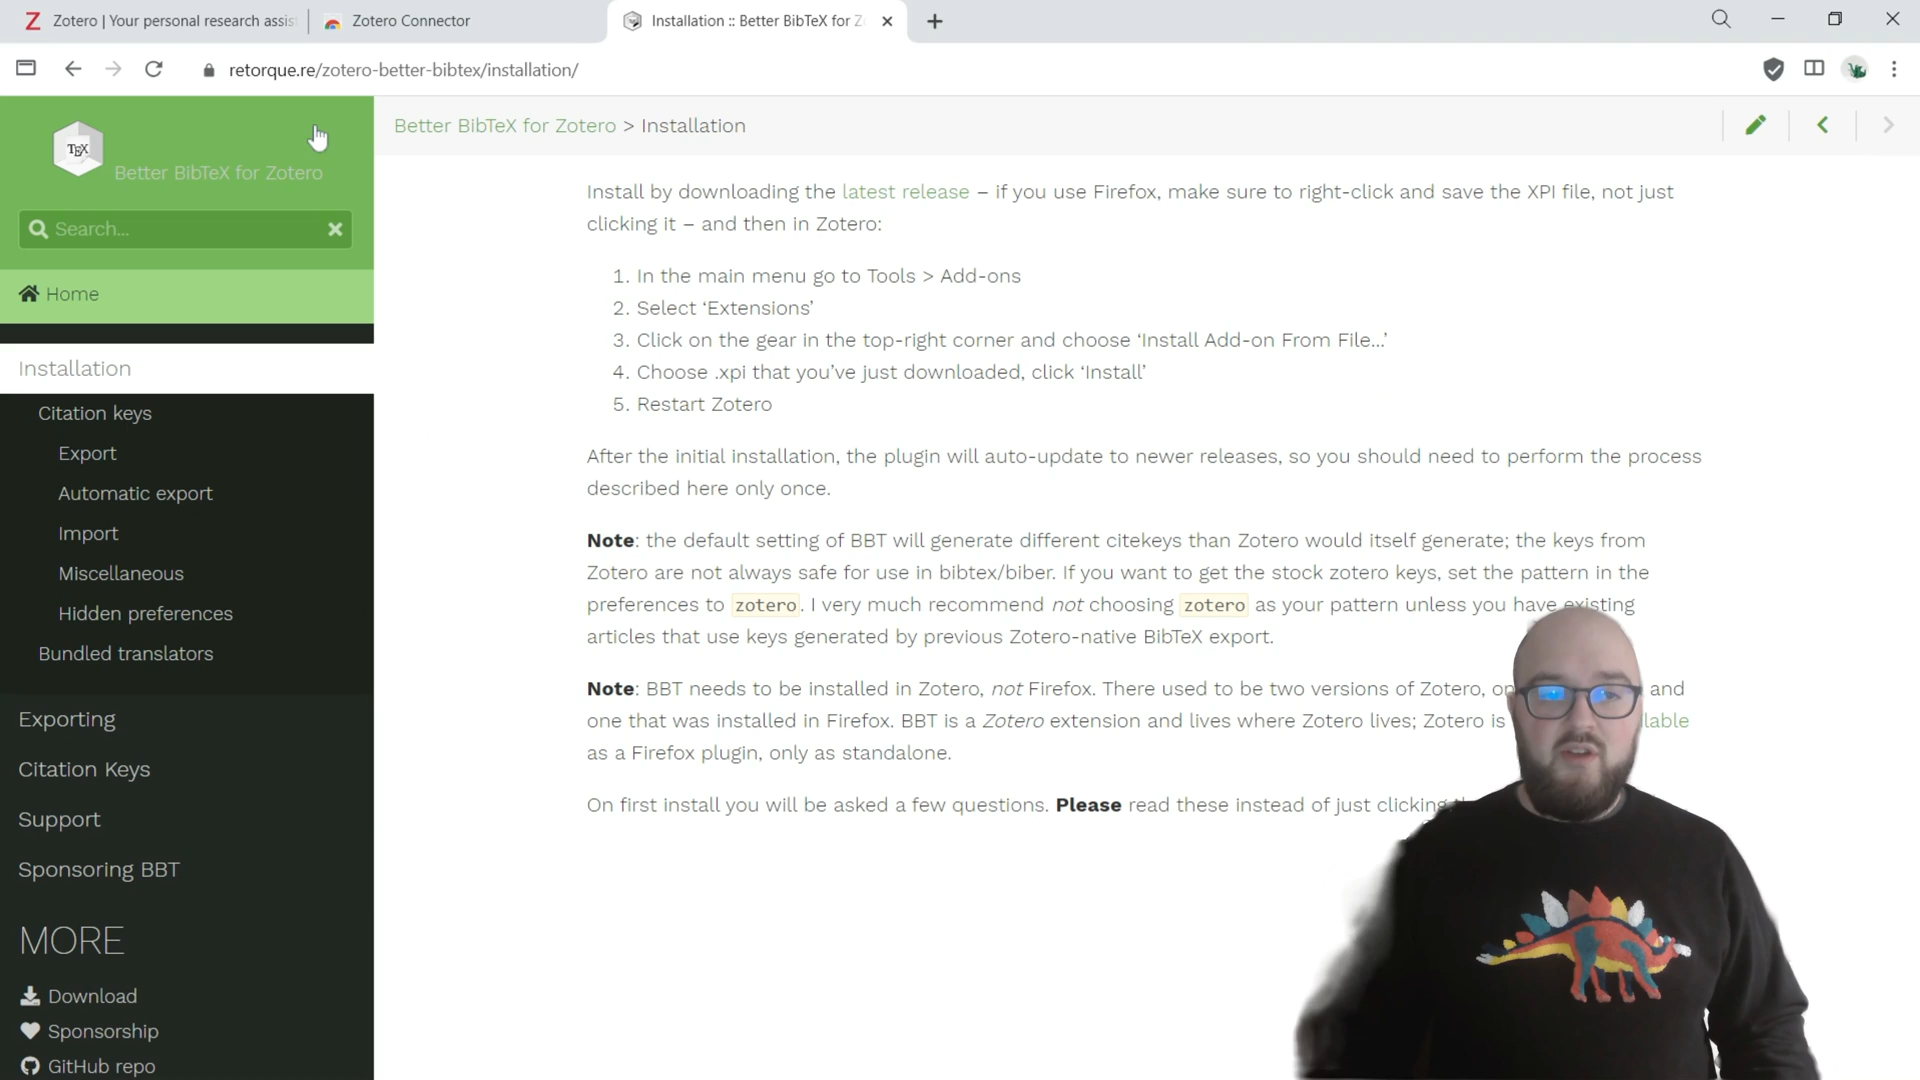 Zotero | Your personal research assis
Zotero Connector
Installation :: Better BibTeX for Z
retorque.re/zotero-better-bibtex/installation/
TEX
Better BibTeX for Zotero
Search...
Home
Installation
Citation keys
Export
Automatic export
Import
Miscellaneous
Hidden preferences
Bundled translators
Exporting
Citation Keys
Support
Sponsoring BBT
MORE
Download
Sponsorship
GitHub repo
Better BibTeX for Zotero > Installation
Install by downloading the latest release – if you use Firefox, make sure to right-click and save the XPI file, not just
clicking it – and then in Zotero:
1. In the main menu go to Tools > Add-ons
2. Select ‘Extensions’
3. Click on the gear in the top-right corner and choose ‘Install Add-on From File…’
4. Choose .xpi that you’ve just downloaded, click ‘Install’
5. Restart Zotero
After the initial installation, the plugin will auto-update to newer releases, so you should need to perform the process
described here only once.
Note: the default setting of BBT will generate different citekeys than Zotero would itself generate; the keys from
Zotero are not always safe for use in bibtex/biber. If you want to get the stock zotero keys, set the pattern in the
preferences to zotero. I very much recommend not choosing zotero as your pattern unless you have existing
articles that use keys generated by previous Zotero-native BibTeX export.
Note: BBT needs to be installed in Zotero, not Firefox. There used to be two versions of Zotero, and
one that was installed in Firefox. BBT is a Zotero extension and lives where Zotero lives; Zotero is lable
as a Firefox plugin, only as standalone.
On first install you will be asked a few questions. Please read these instead of just clicking